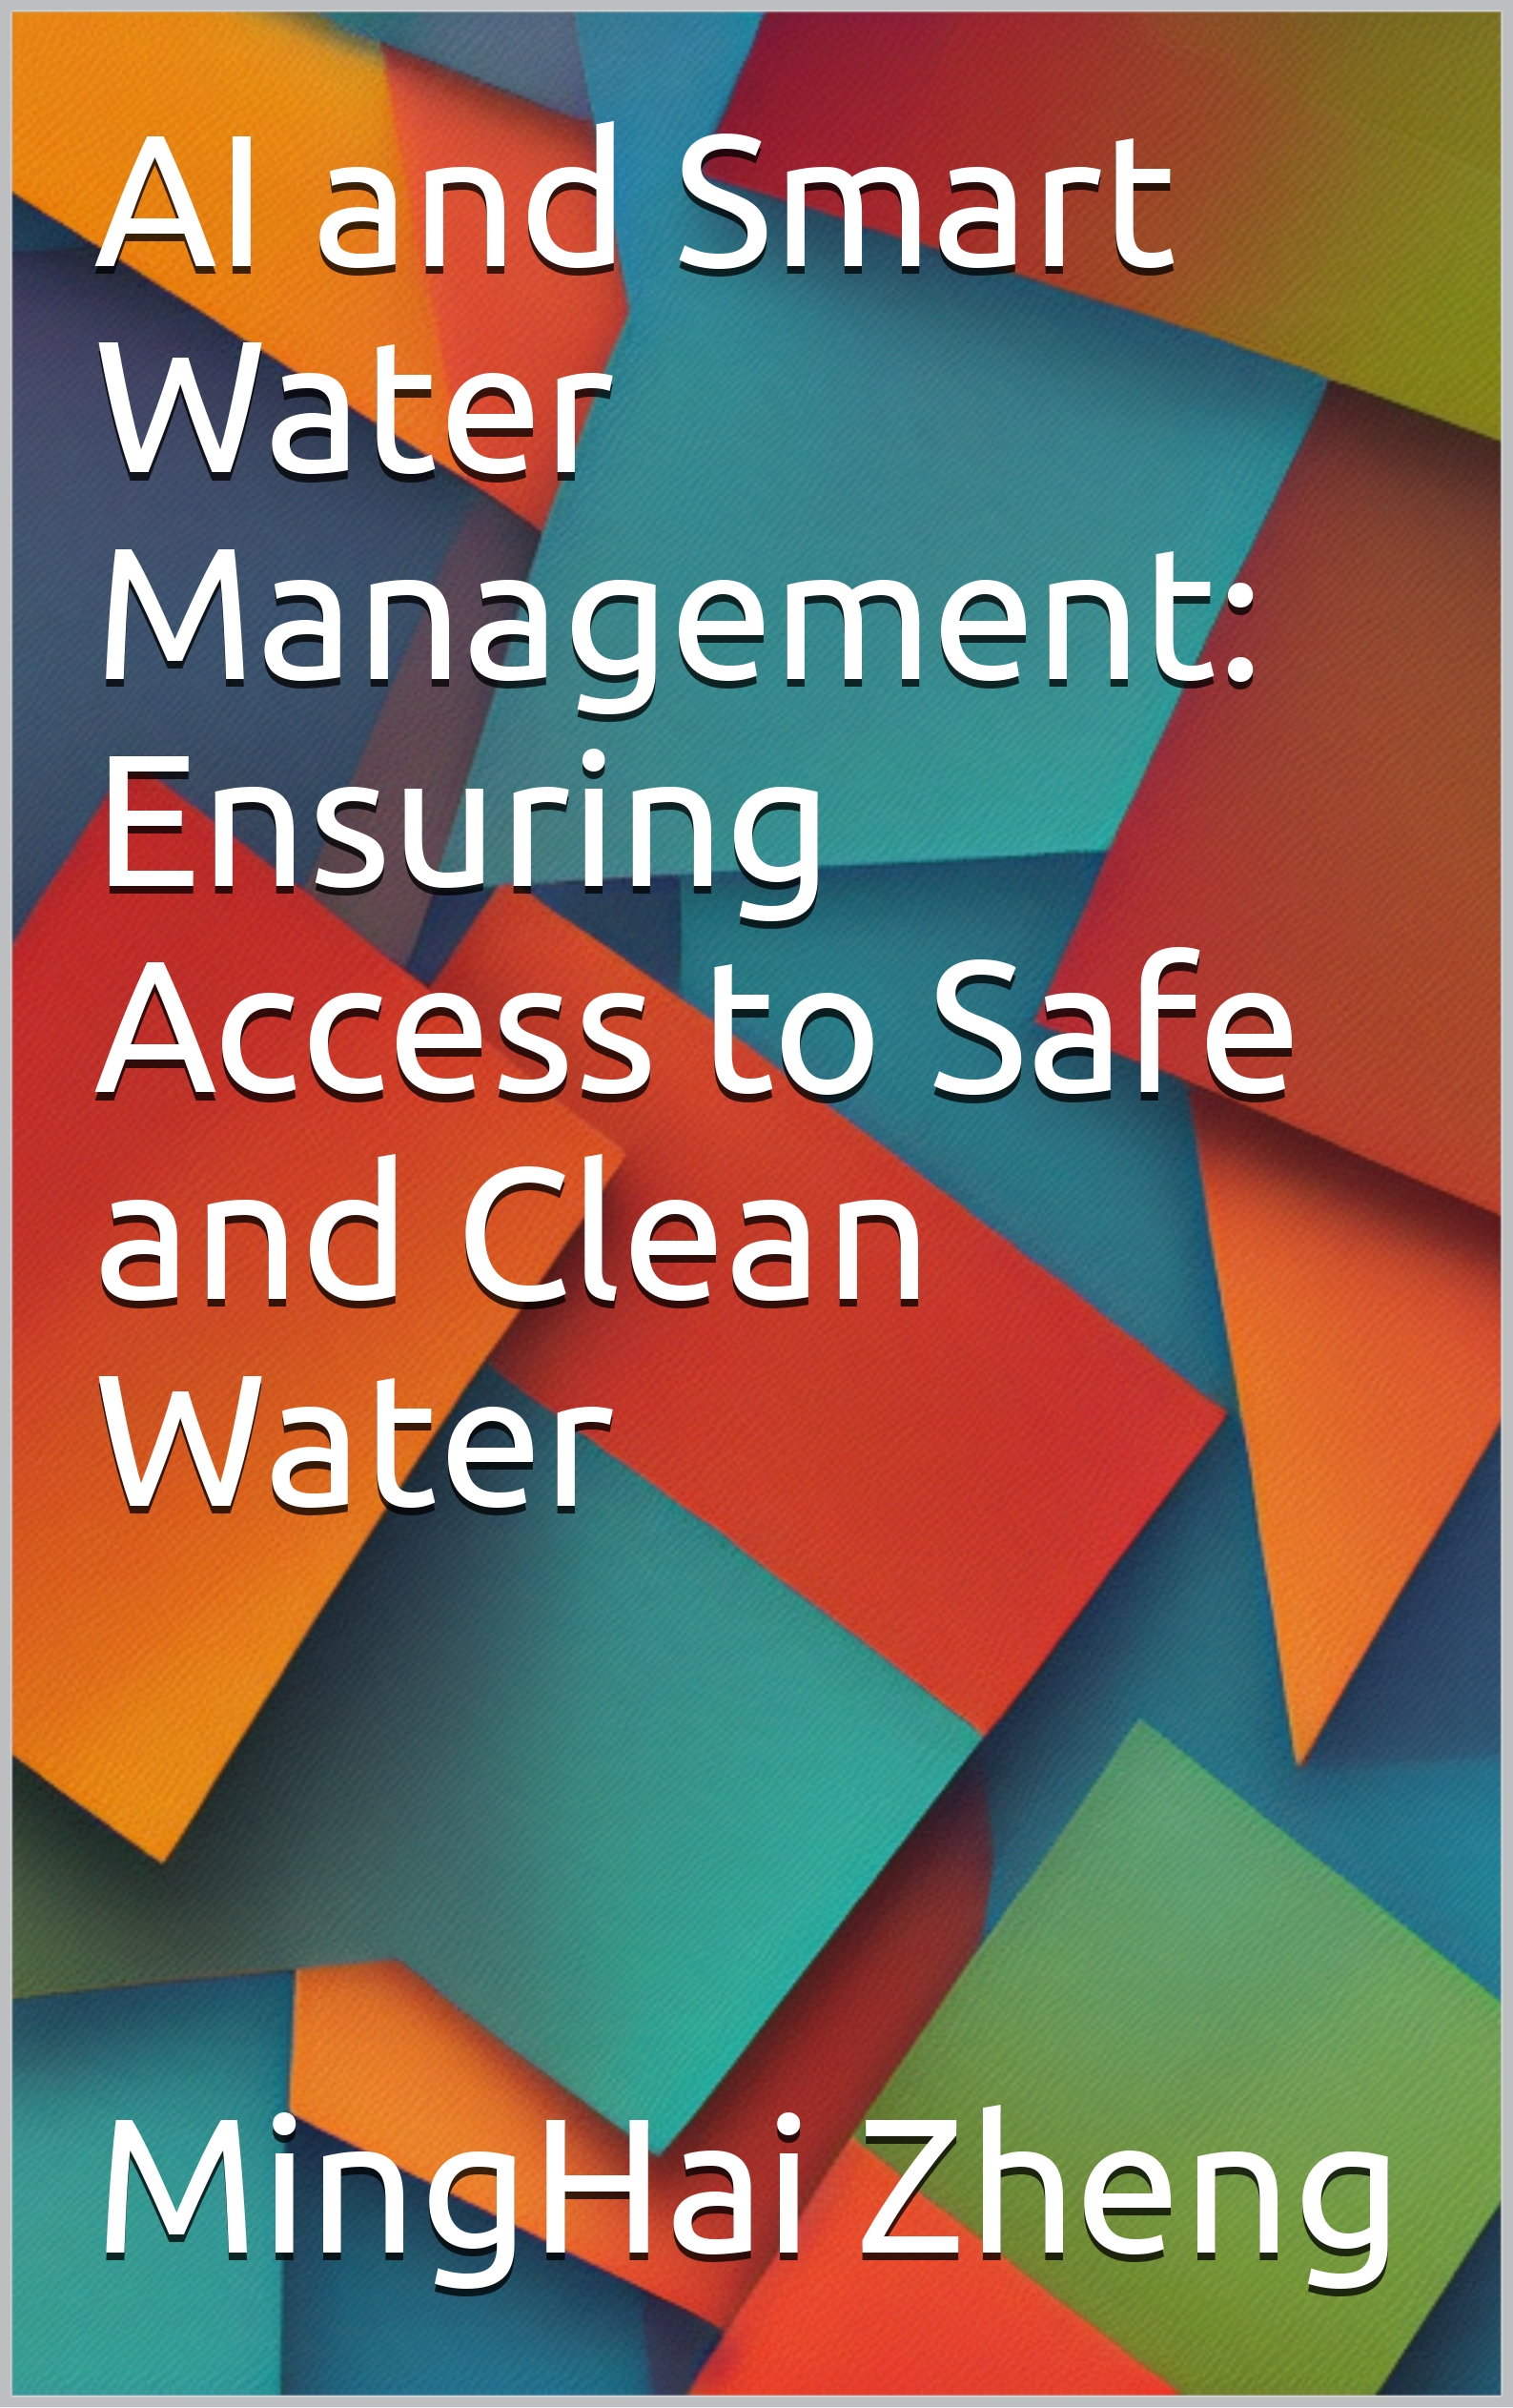 AI and Smart
Water
Management:
Ensuring
Access to Safe
and Clean
Water
MingHai Zheng